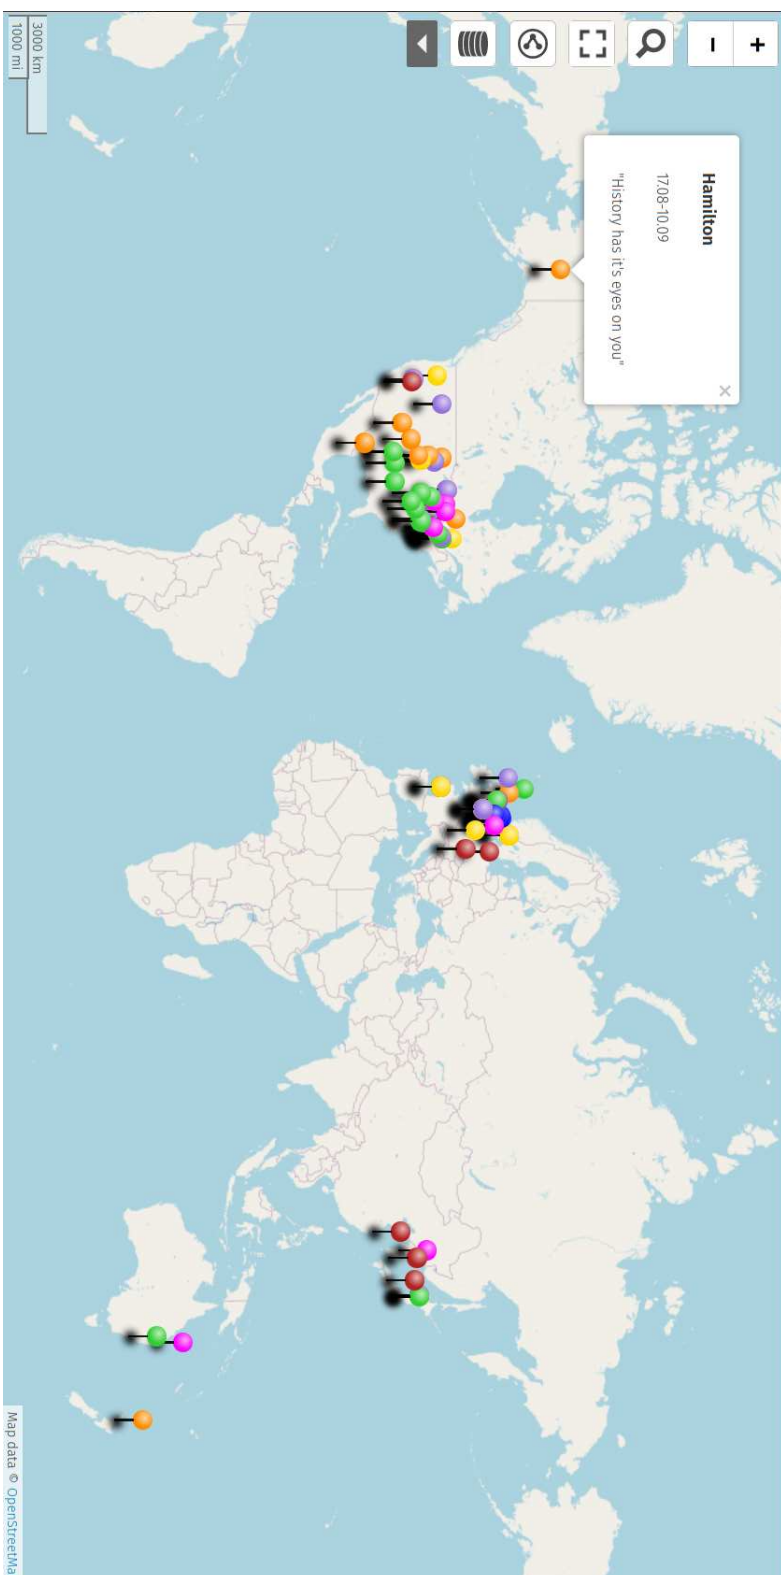 +
−
Hamilton
17.08-10.09
"History has it's eyes on you"
×
3000 km
1000 mi
Map data © OpenStreetMa